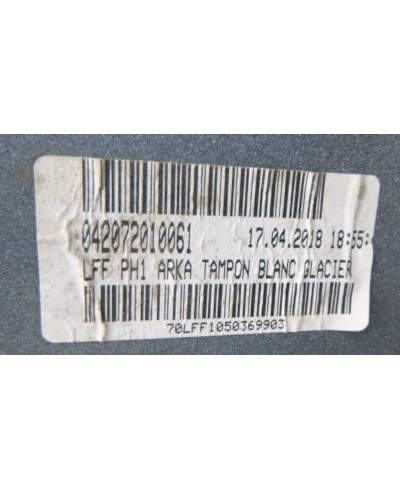 042072010061 17.04.2018 18:55:
LFF PH1 ARKA TAMPON BLANC GLACIER
70LFF1050369903